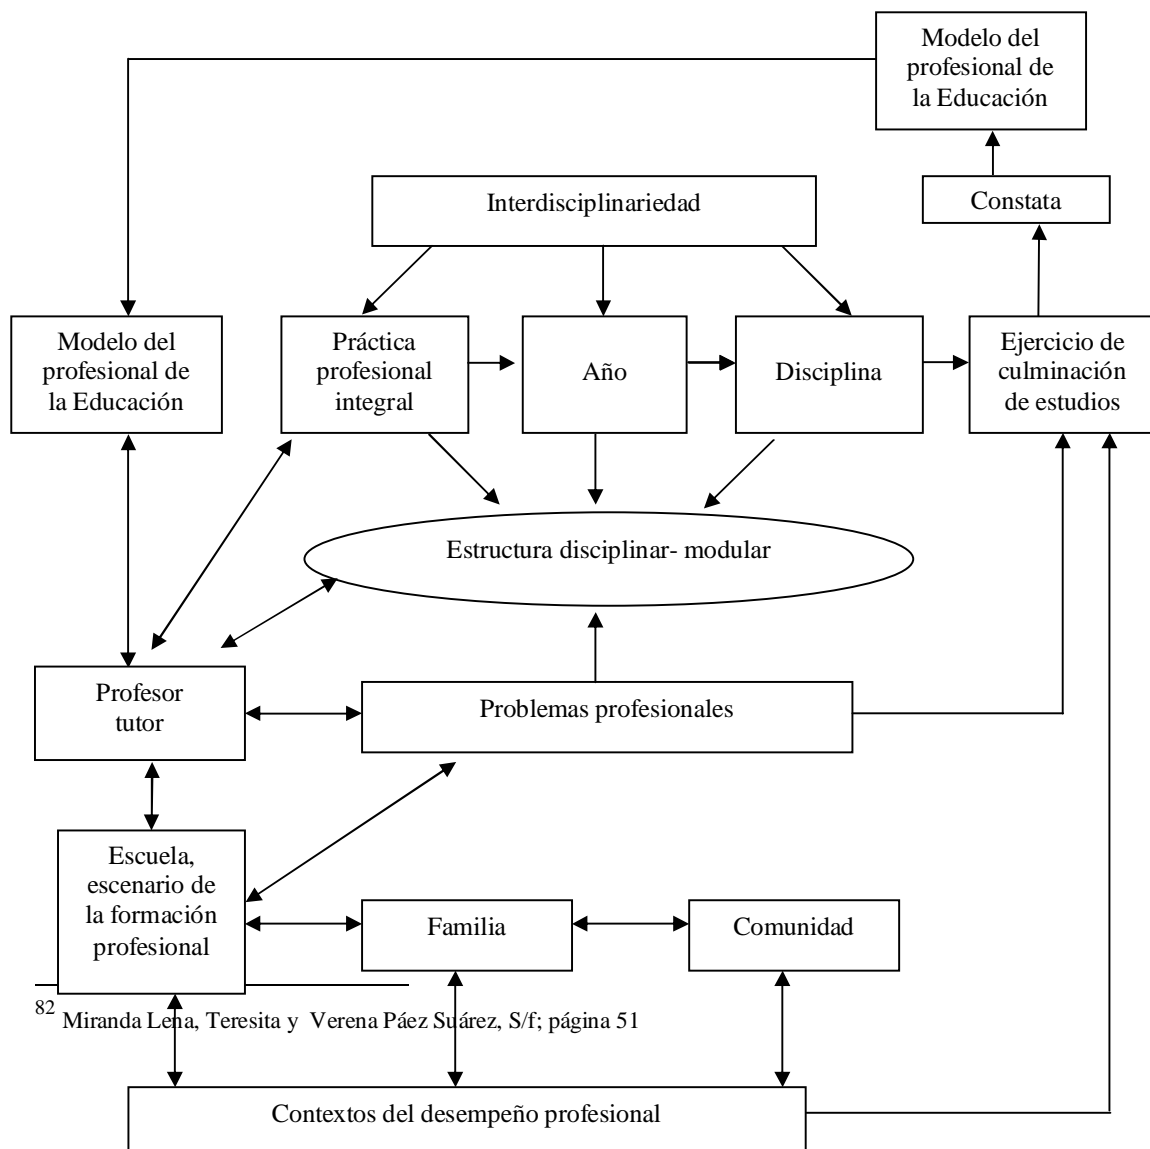 Modelo del
profesional de
la Educación
Interdisciplinariedad
Constata
Modelo del
profesional de
la Educación
Práctica
profesional
integral
Año
Disciplina
Ejercicio de
culminación
de estudios
Estructura disciplinar- modular
Profesor
tutor
Problemas profesionales
Escuela,
escenario de
la formación
profesional
Familia
Comunidad
82 Miranda Lena, Teresita y Verena Páez Suárez, S/f; página 51
Contextos del desempeño profesional